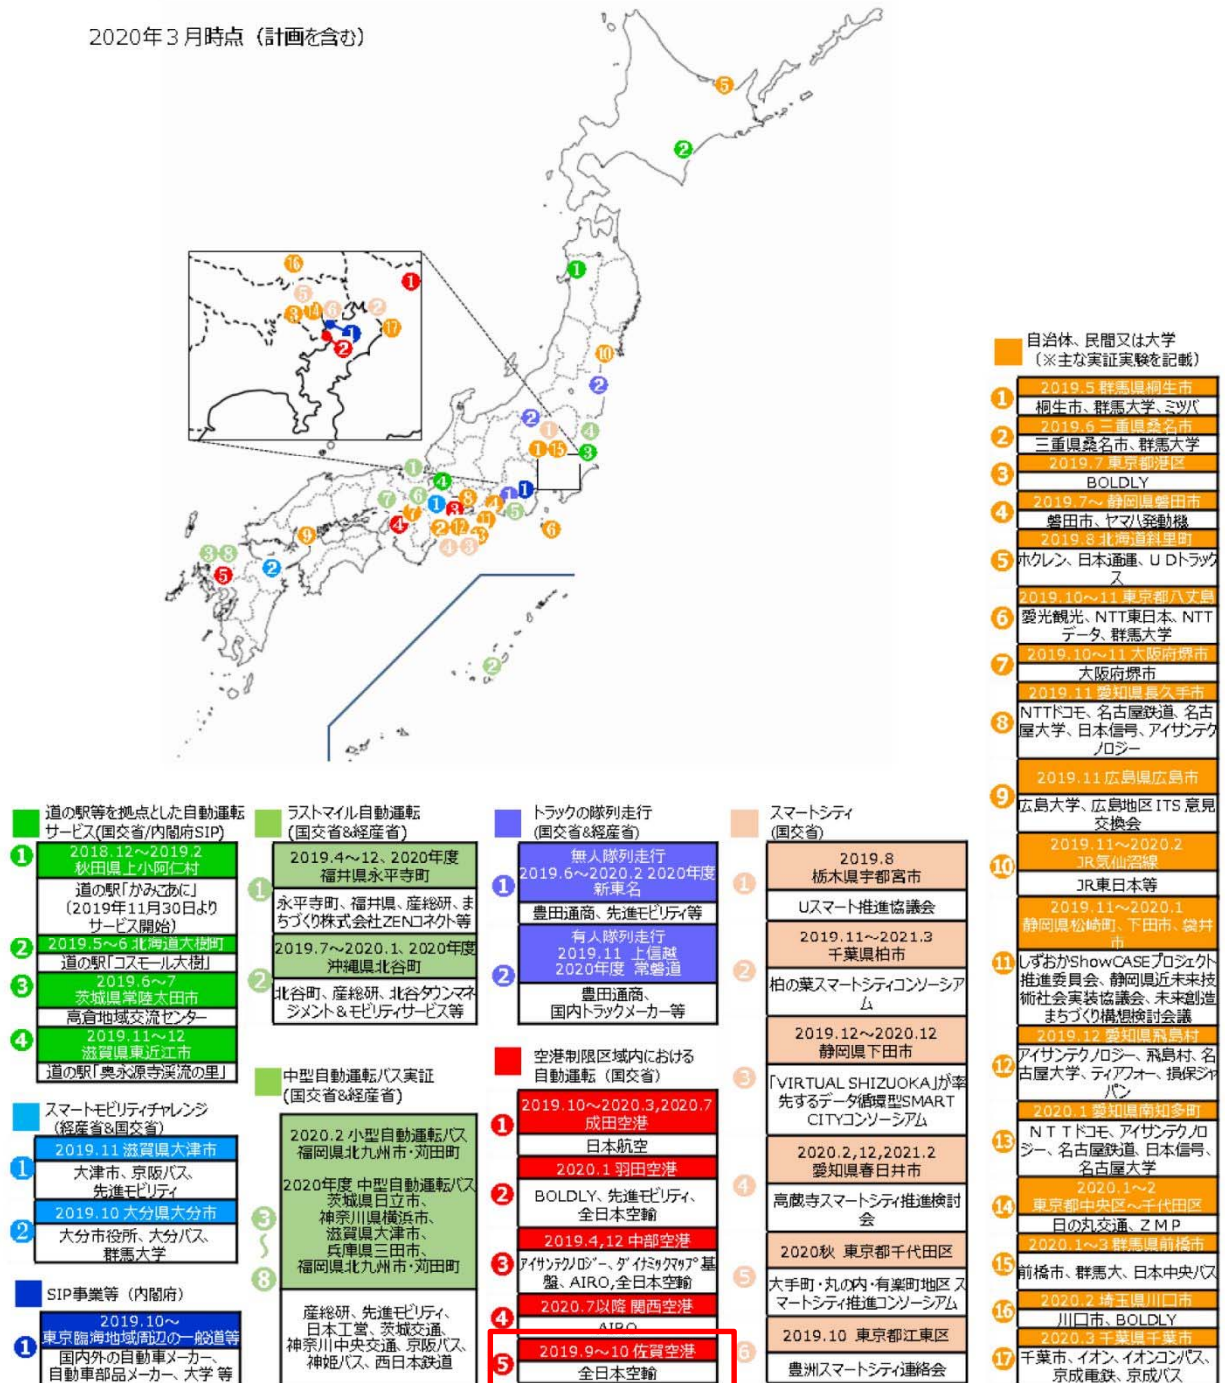 2020年3月時点（計画を含む）
自治体、民間又は大学
（※主な実証実験を記載）
1
2019.5 群馬県桐生市
桐生市、群馬大学、ミツバ
2
2019.6 三重県桑名市
三重県桑名市、群馬大学
3
2019.7 東京都港区
BOLDLY
4
2019.7～ 静岡県磐田市
磐田市、ヤマハ発動機
5
2019.8 北海道斜里町
ホクレン、日本通運、UDトラック
ス
6
2019.10～11 東京都八丈島
愛光観光、NTT東日本、NTT
データ、群馬大学
7
2019.10～11 大阪府堺市
大阪府堺市
8
2019.11 愛知県長久手市
NTTドコモ、名古屋鉄道、名古
屋大学、日本信号、アイサンテク
ノロジー
9
2019.11 広島県広島市
広島大学、広島地区 ITS 意見
交換会
10
2019.11～2020.2
JR気仙沼線
JR東日本等
11
2019.11～2020.1
静岡県松崎町、下田市、袋井
市
しずおかShowCASEプロジェクト
推進委員会、静岡県近未来技
術社会実装協議会、未来創造
まちづくり構想検討会議
12
2019.12 愛知県飛島村
アイサンテクノロジー、飛島村、名
古屋大学、ティアフォー、損保ジャ
パン
13
2020.1 愛知県南知多町
ＮＴＴドコモ、アイサンテクノロ
ジー、名古屋鉄道、日本信号、
名古屋大学
14
2020.1～2
東京都中央区～千代田区
日の丸交通、ＺＭＰ
15
2020.1～3 群馬県前橋市
前橋市、群馬大、日本中央バス
16
2020.2 埼玉県川口市
川口市、BOLDLY
17
2020.3 千葉県千葉市
千葉市、イオン、イオンコンパス、
京成電鉄、京成バス
道の駅等を拠点とした自動運転
サービス(国交省/内閣府SIP)
1
2018.12～2019.2
秋田県上小阿仁村
道の駅「かみこあに」
（2019年11月30日より
サービス開始）
2
2019.5～6 北海道大樹町
道の駅「コスモール大樹」
3
2019.6～7
茨城県常陸太田市
高倉地域交流センター
4
2019.11～12
滋賀県東近江市
道の駅「奥永源寺渓流の里」
スマートモビリティチャレンジ
（経産省&国交省）
1
2019.11 滋賀県大津市
大津市、京阪バス、
先進モビリティ
2
2019.10 大分県大分市
大分市役所、大分バス、
群馬大学
SIP事業等（内閣府）
1
2019.10～
東京臨海地域周辺の一般道等
国内外の自動車メーカー、
自動車部品メーカー、大学 等
ラストマイル自動運転
(国交省&経産省)
1
2019.4～12、2020年度
福井県永平寺町
永平寺町、福井県、産総研、ま
ちづくり株式会社ZENコネクト等
2
2019.7～2020.1、2020年度
沖縄県北谷町
北谷町、産総研、北谷タウンマネ
ジメント＆モビリティサービス等
中型自動運転バス実証
(国交省&経産省)
3
～
8
2020.2 小型自動運転バス
福岡県北九州市・苅田町
2020年度 中型自動運転バス
茨城県日立市、
神奈川県横浜市、
滋賀県大津市、
兵庫県三田市、
福岡県北九州市・苅田町
産総研、先進モビリティ、
日本工営、茨城交通、
神奈川中央交通、京阪バス、
神姫バス、西日本鉄道
トラックの隊列走行
(国交省&経産省)
1
無人隊列走行
2019.6～2020.2 2020年度
新東名
豊田通商、先進モビリティ等
2
有人隊列走行
2019.11 上信越
2020年度 常磐道
豊田通商、
国内トラックメーカー等
空港制限区域内における
自動運転（国交省）
1
2019.10～2020.3,2020.7
成田空港
日本航空
2
2020.1 羽田空港
BOLDLY、先進モビリティ、
全日本空輸
3
2019.4,12 中部空港
アイサンテクノロジー、ダイナミックマップ基
盤、AIRO,全日本空輸
4
2020.7以降 関西空港
AIRO
5
2019.9～10 佐賀空港
全日本空輸
スマートシティ
(国交省)
1
2019.8
栃木県宇都宮市
Uスマート推進協議会
2
2019.11～2021.3
千葉県柏市
柏の葉スマートシティコンソーシア
ム
3
2019.12～2020.12
静岡県下田市
「VIRTUAL SHIZUOKA」が率
先するデータ循環型SMART
CITYコンソーシアム
4
2020.2,12,2021.2
愛知県春日井市
高蔵寺スマートシティ推進検討
会
5
2020秋 東京都千代田区
大手町・丸の内・有楽町地区 ス
マートシティ推進コンソーシアム
6
2019.10 東京都江東区
豊洲スマートシティ連絡会